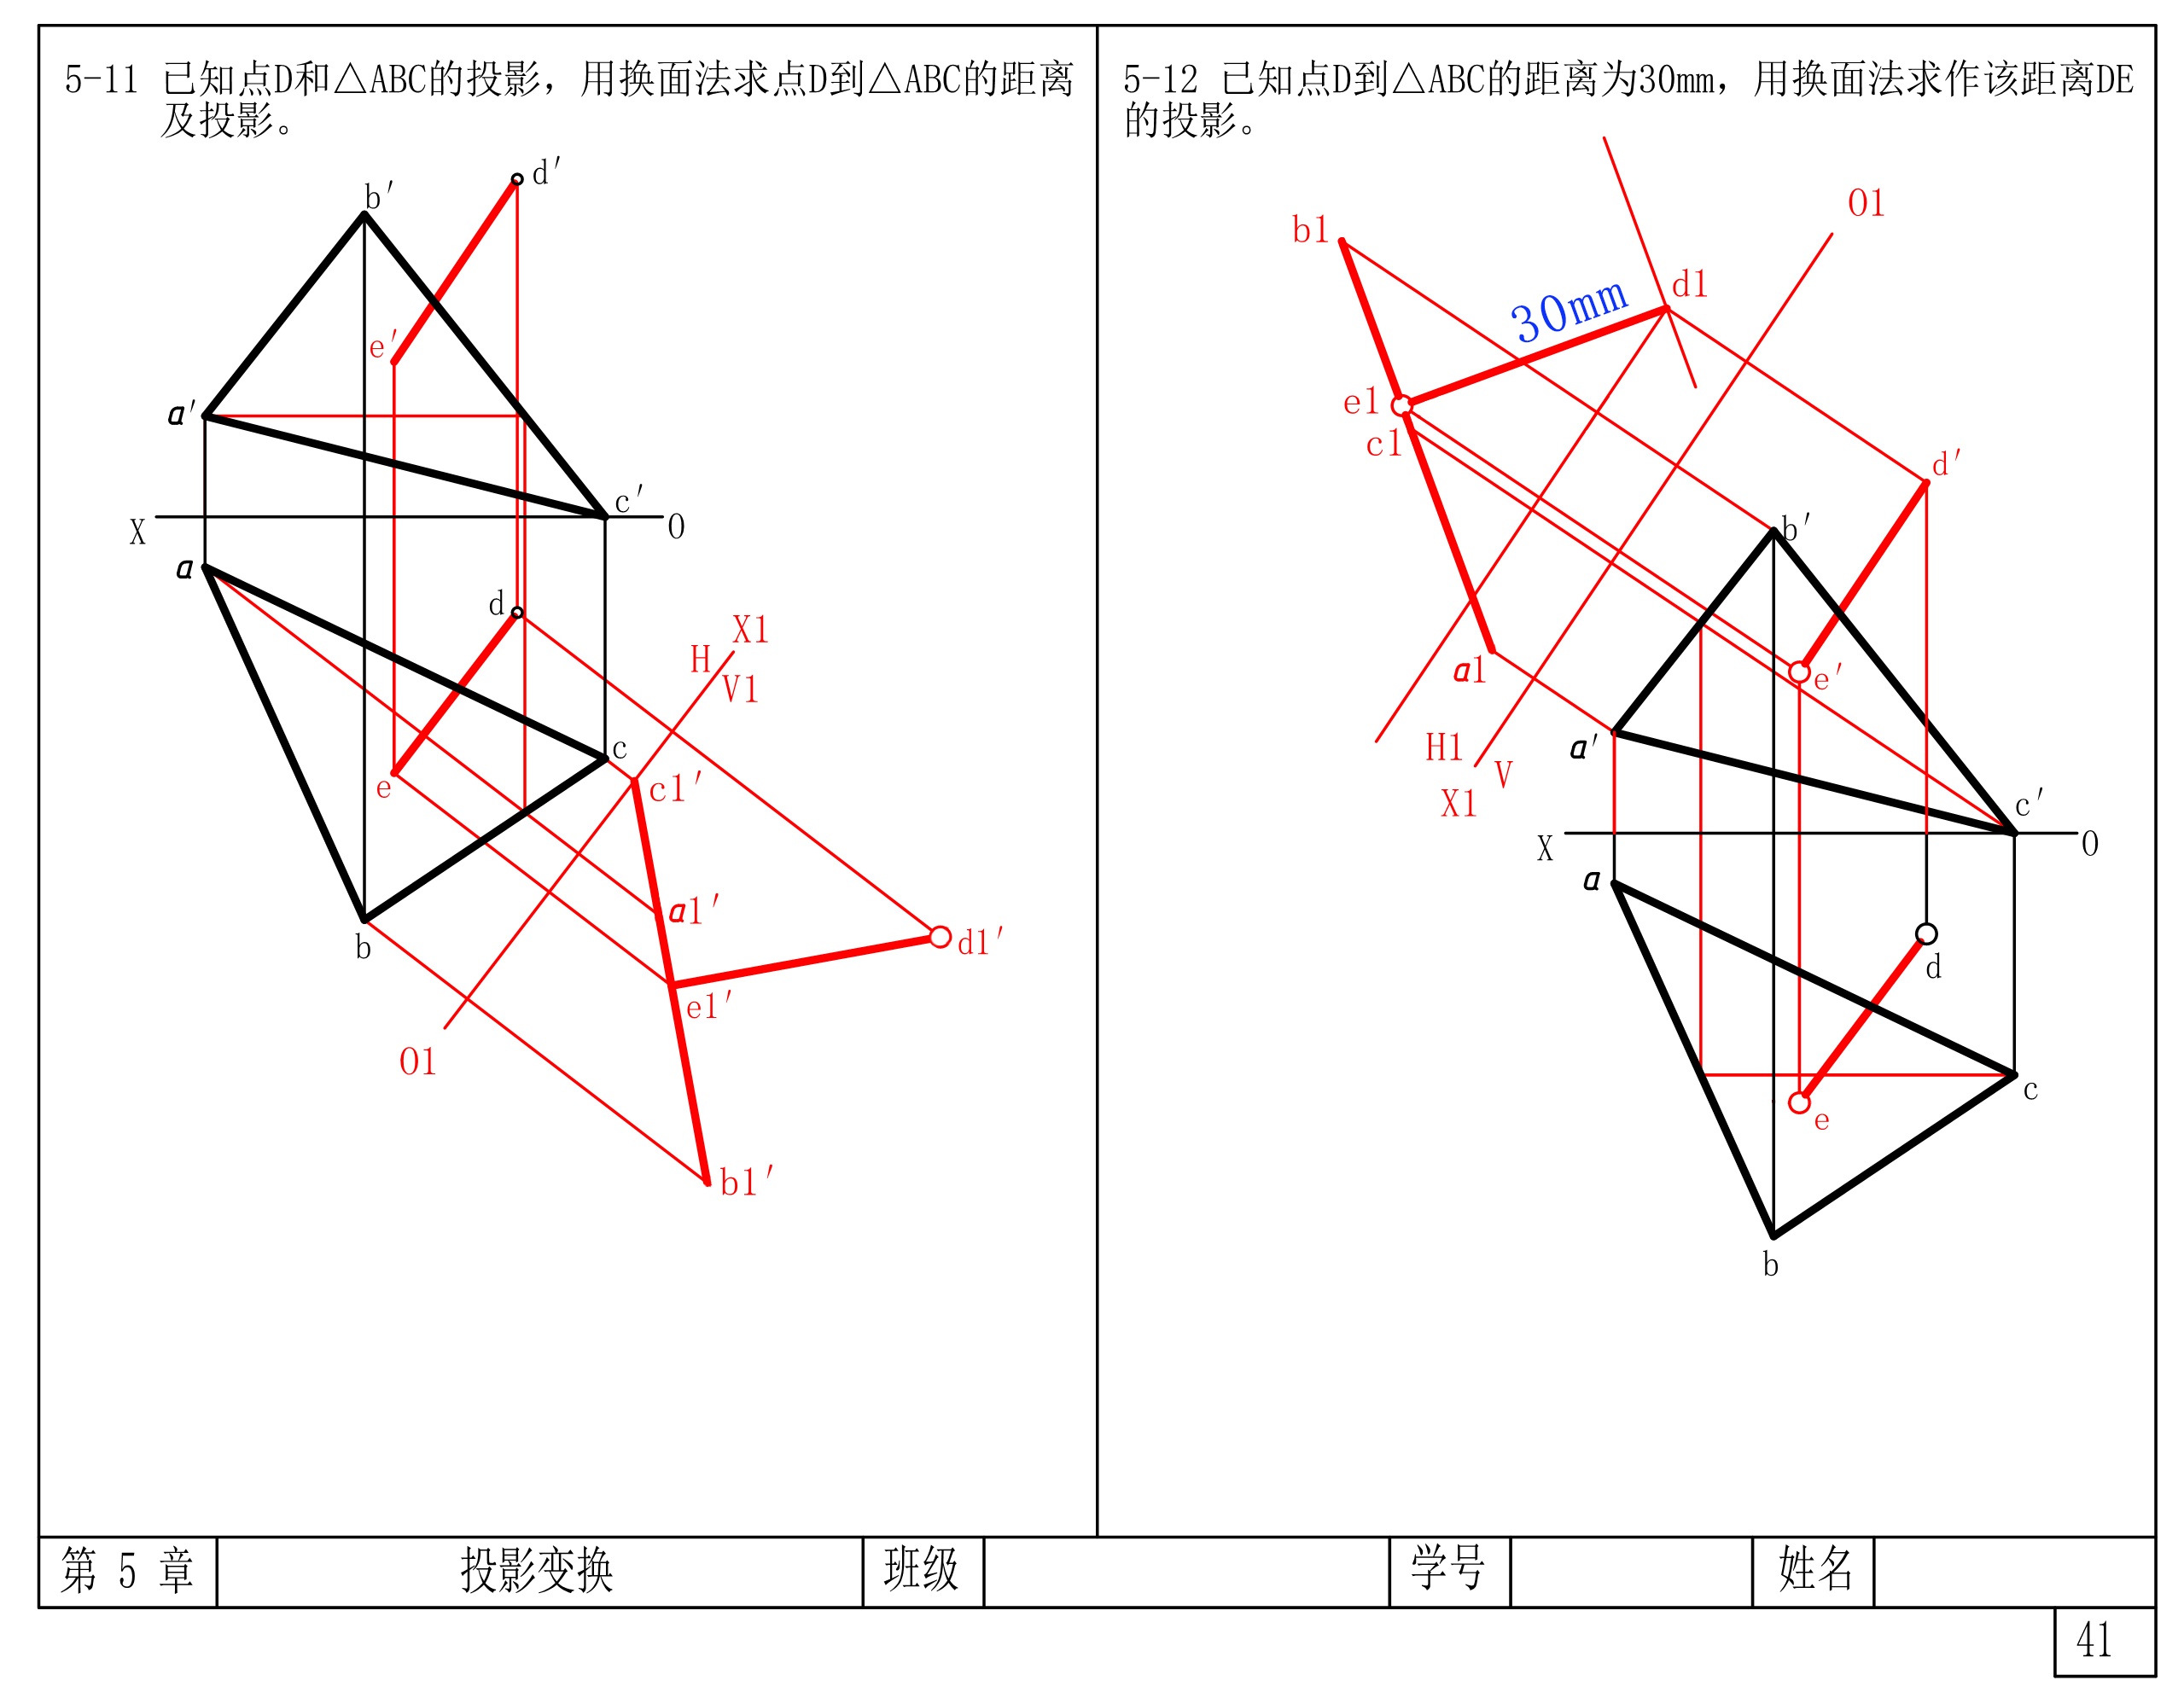 5-11 已知点D和△ABC的投影，用换面法求点D到△ABC的距离
及投影。
b′
d′
e′
a′
c′
X
O
a
d
X1
H
V1
c
e
c1′
a1′
b
d1′
e1′
O1
b1′
5-12 已知点D到△ABC的距离为30mm，用换面法求作该距离DE
的投影。
O1
b1
d1
30mm
e1
c1
d′
b′
a1
e′
H1
V
a′
X1
c′
X
O
a
d
c
e
b
第 5 章
投影变换
班级
学号
姓名
41